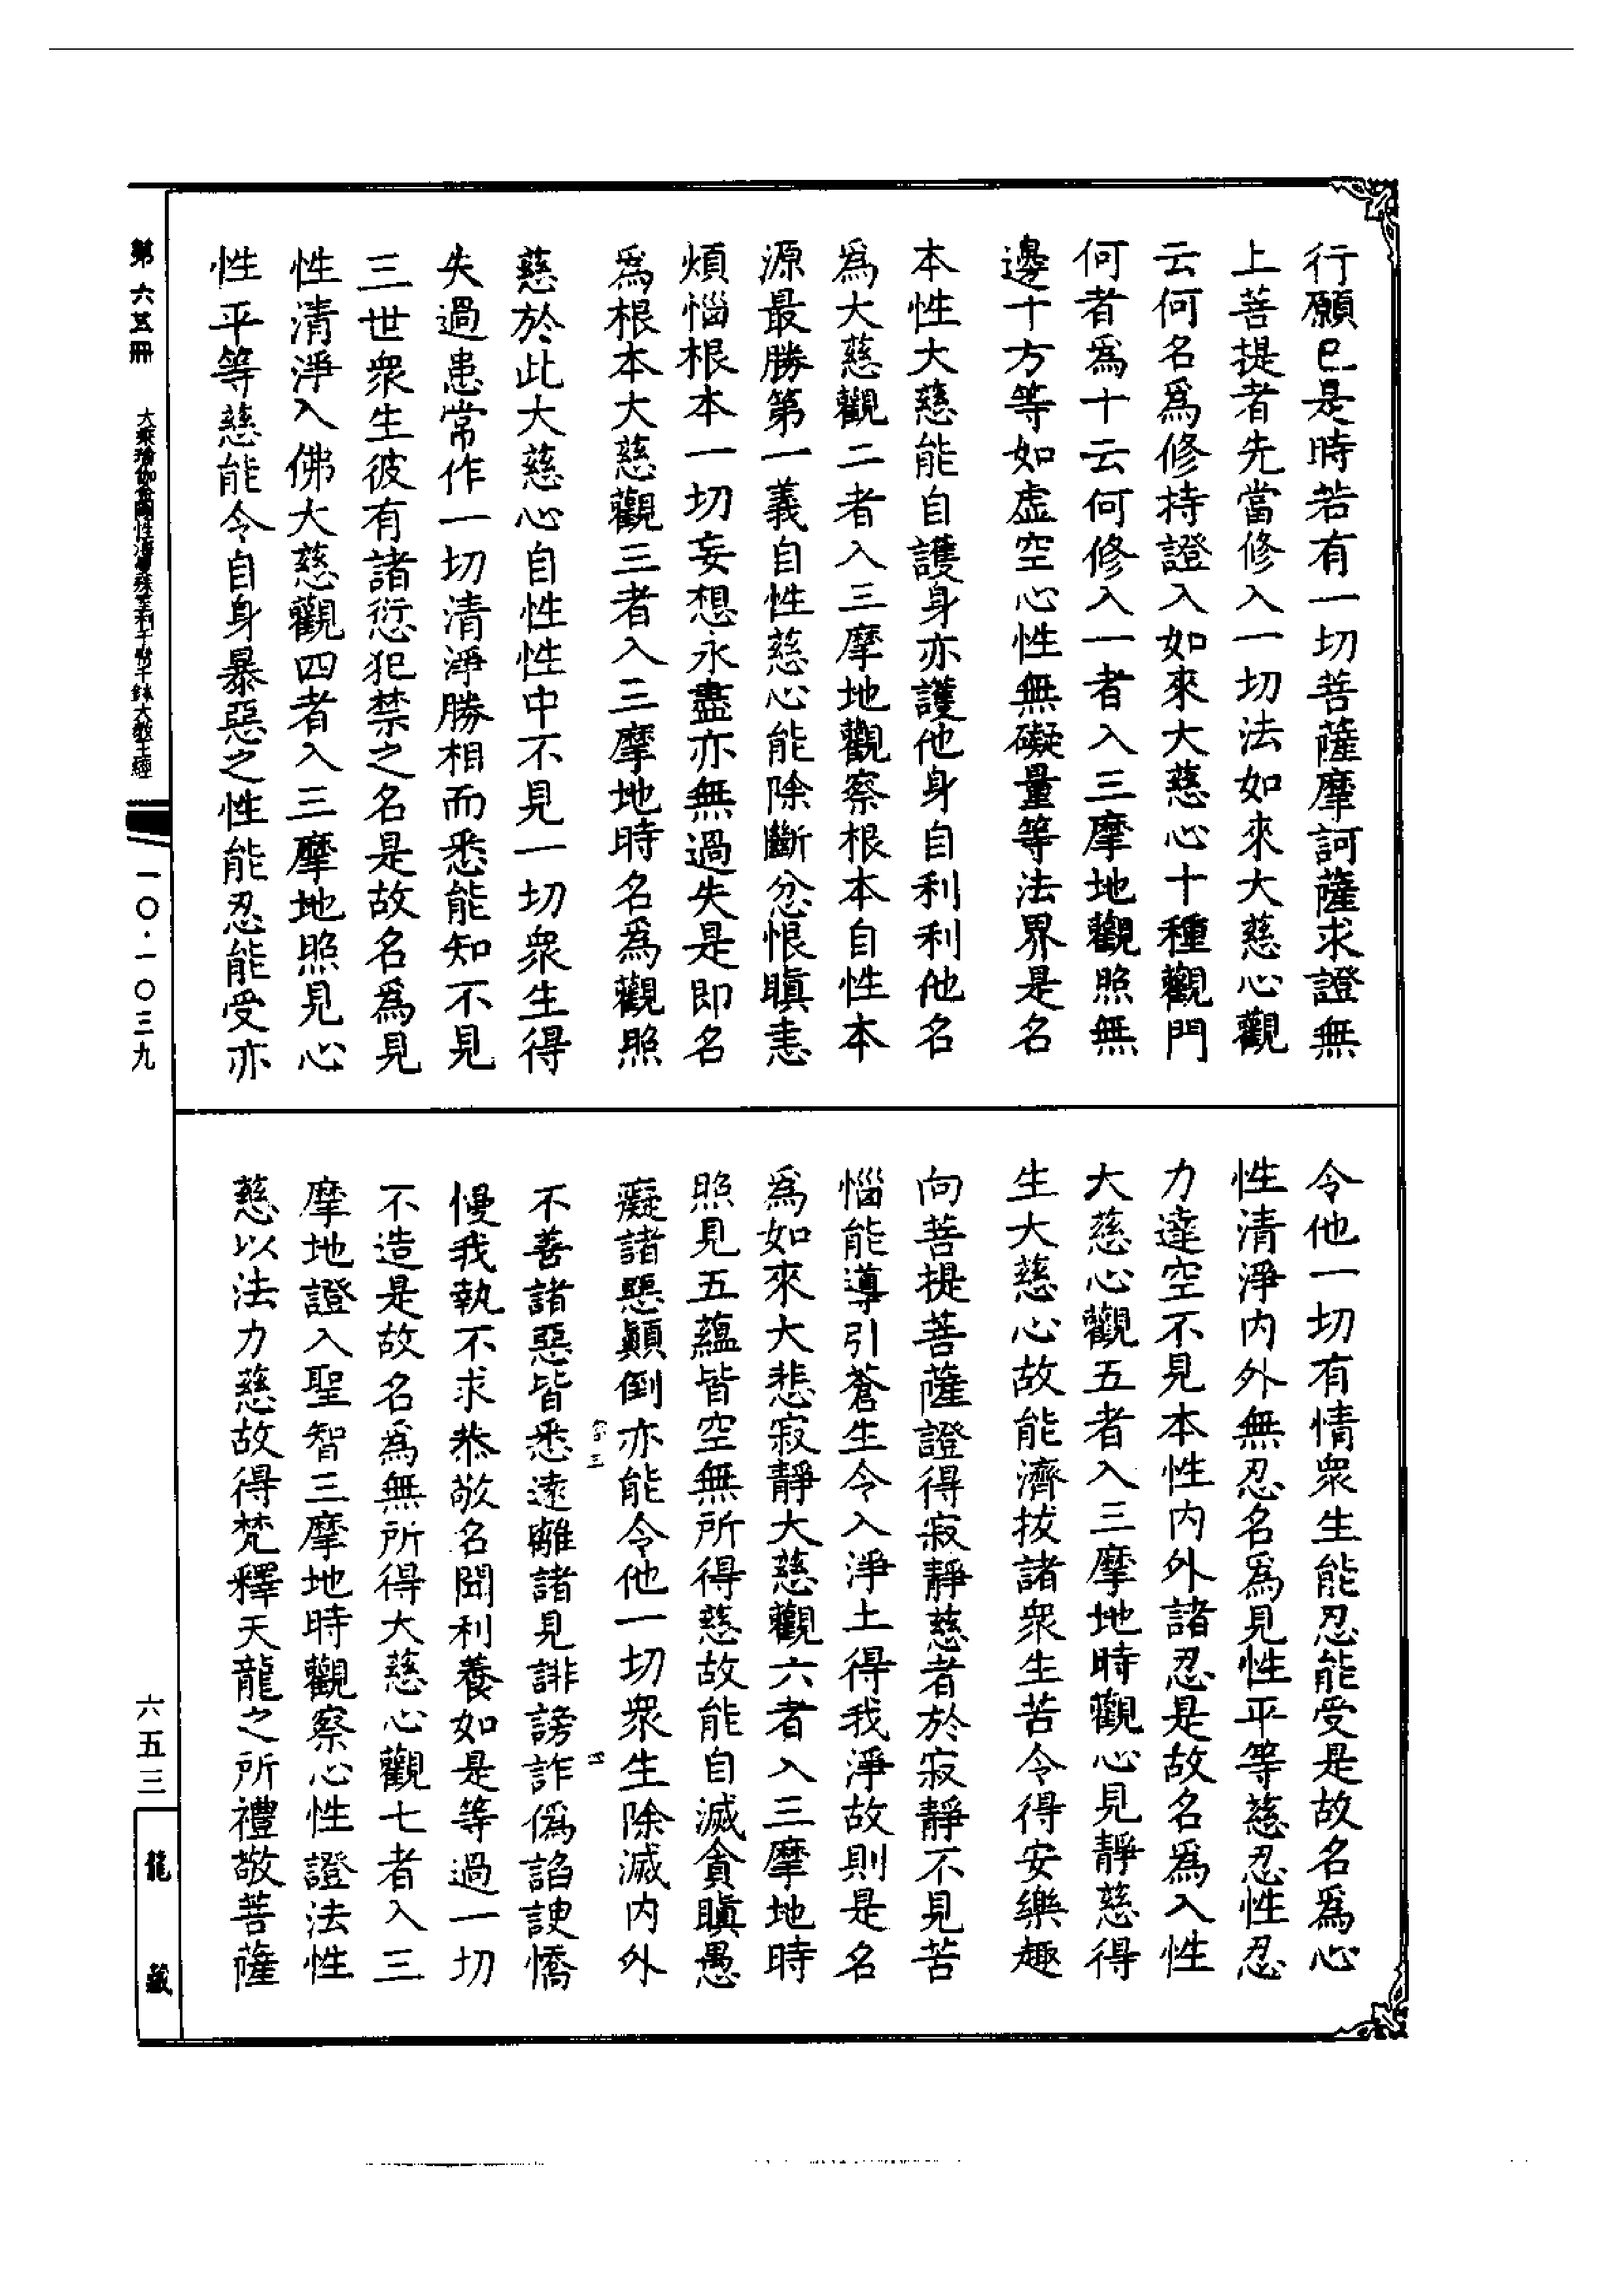 行願已是時若有一切菩薩摩訶薩求證無
上菩提者先當修入一切法如來大慈心觀
云何名爲修持證入如來大慈心十種觀門
何者爲十云何修入一者入三摩地觀照無
邊十方等如虛空心性無礙量等法界是名
本性大慈能自護身亦護他身自利利他名
爲大慈觀二者入三摩地觀察根本自性本
源最勝第一義自性慈心能除斷忿恨瞋恚
煩惱根本一切妄想永盡亦無過失是即名
爲根本大慈觀三者入三摩地時名爲觀照
慈於此大慈心自性性中不見一切衆生得
失過患常作一切清淨勝相而悉能知不見
三世衆生彼有諸愆犯禁之名是故名爲見
性清淨入佛大慈觀四者入三摩地照見心
性平等慈能令自身暴惡之性能忍能受亦
令他一切有情衆生能忍能受是故名爲心
性清淨内外無忍名爲見性平等慈忍性忍
力達空不見本性内外諸忍是故名爲入性
大慈心觀五者入三摩地時觀心見靜慈得
生大慈心故能濟拔諸衆生苦令得安樂趣
向菩提菩薩證得寂靜慈者於寂靜不見苦
惱能導引蒼生令入淨土得我淨故則是名
爲如來大悲寂靜大慈觀六者入三摩地時
照見五蘊皆空無所得慈故能自滅貪瞋愚
癡諸惡顛倒亦能令他一切衆生除滅内外
不善諸惡皆悉遠離諸見誹謗詐僞諂諛憍
慢我執不求恭敬名聞利養如是等過一切
不造是故名爲無所得大慈心觀七者入三
摩地證入聖智三摩地時觀察心性證法性
慈以法力慈故得梵釋天龍之所禮敬菩薩
第六五冊
大乘瑜伽金剛性海曼殊室利千臂千鉢大教王經
一〇·一〇三九
六五三
龍藏